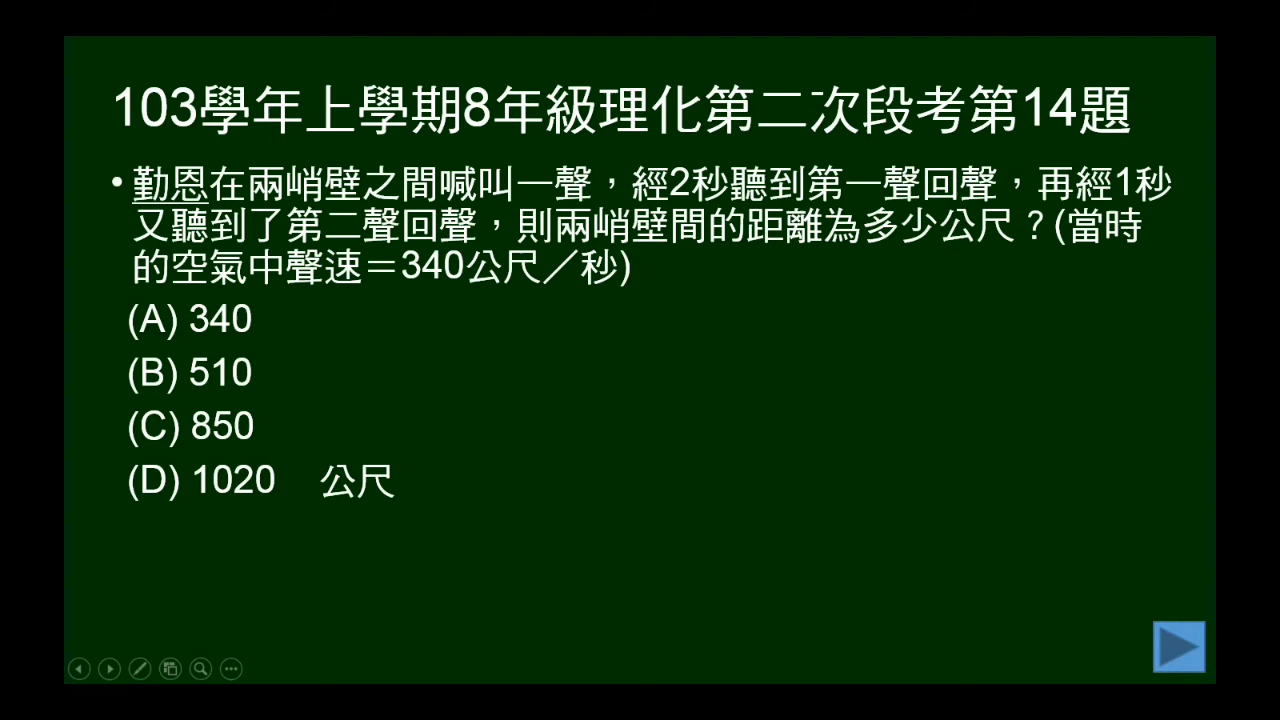 103學年上學期8年級理化第二次段考第14題
• 勤恩在兩峭壁之間喊叫一聲，經2秒聽到第一聲回聲，再經1秒
又聽到了第二聲回聲，則兩峭壁間的距離為多少公尺？(當時
的空氣中聲速＝340公尺／秒)
(A) 340
(B) 510
(C) 850
(D) 1020 公尺